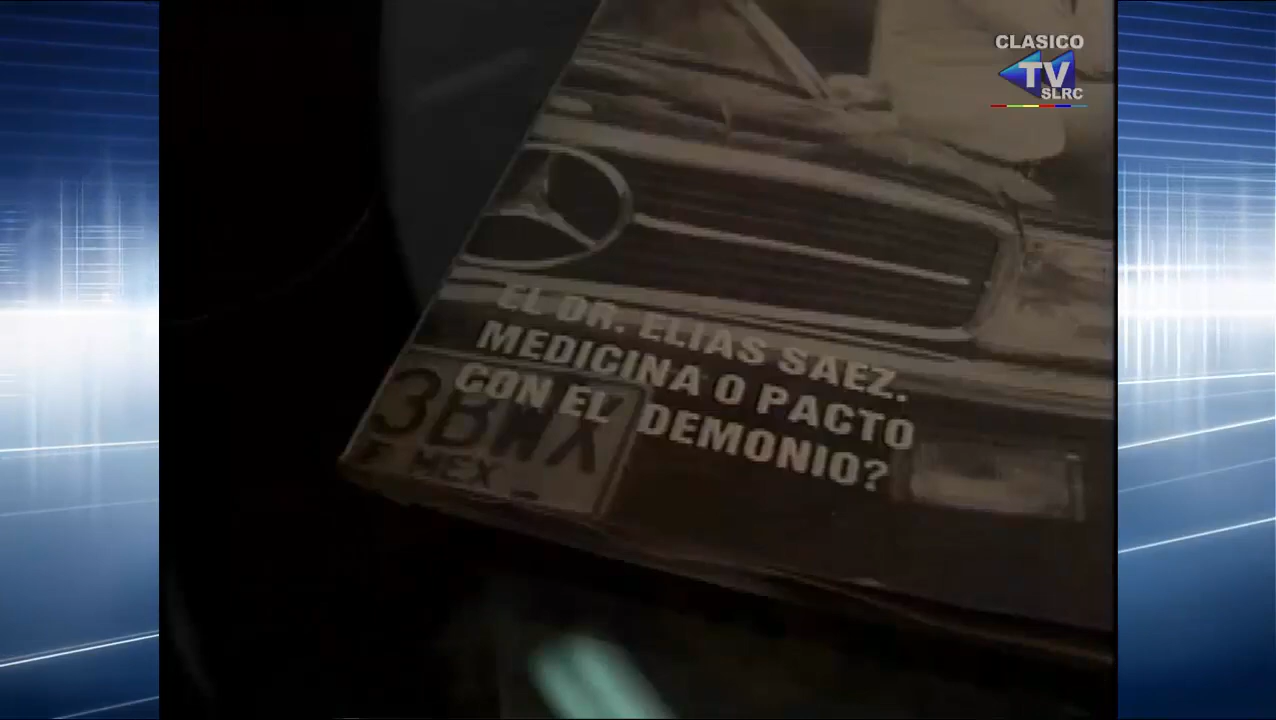 CLASICO
TV
SLRC
EL DR. ELIAS SAEZ.
MEDICINA O PACTO
CON EL DEMONIO?
3BWX
MEX